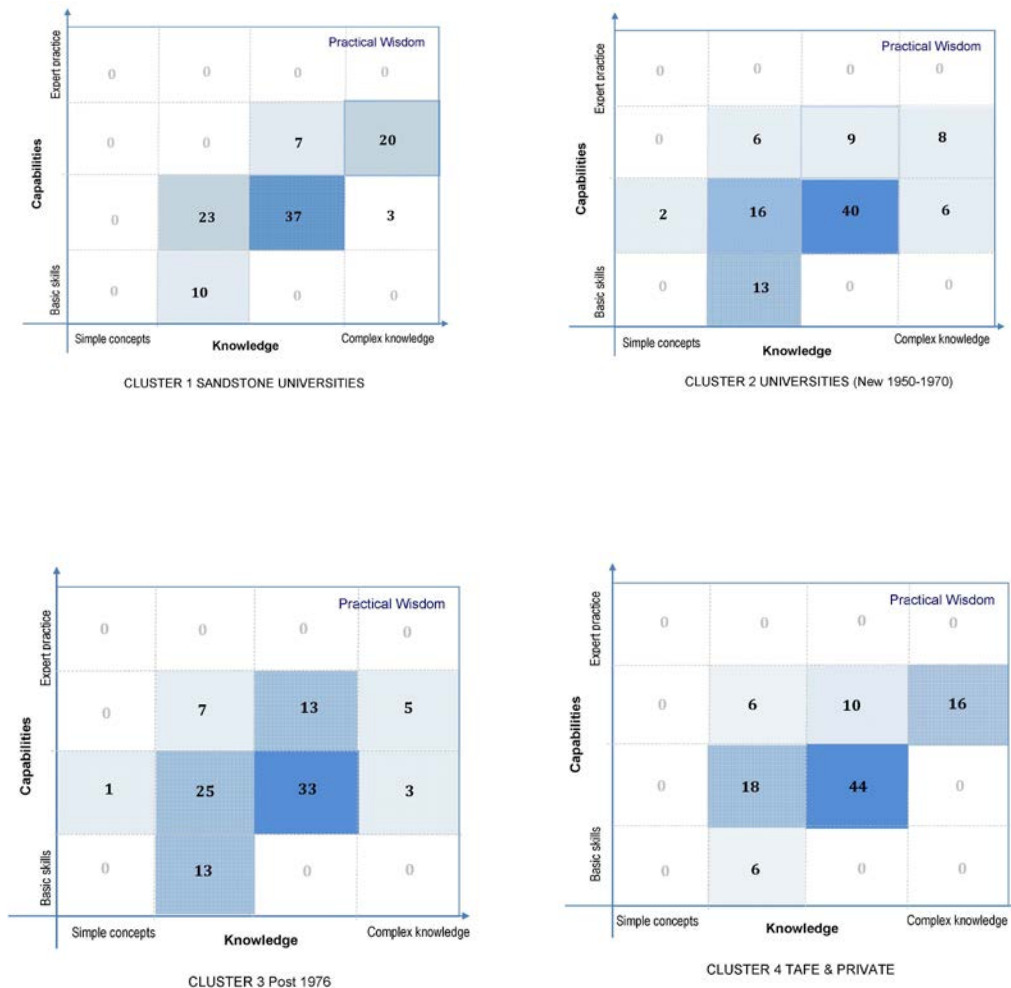 Practical Wisdom
Expert practice
0 0 0 0
0 0 7 20
Capabilities
0 23 37 3
Basic skills
0 10 0 0
Simple concepts
Knowledge
Complex knowledge
CLUSTER 1 SANDSTONE UNIVERSITIES
Practical Wisdom
Expert practice
0 0 0 0
0 6 9 8
Capabilities
2 16 40 6
Basic skills
0 13 0 0
Simple concepts
Knowledge
Complex knowledge
CLUSTER 2 UNIVERSITIES (New 1950-1970)
Practical Wisdom
Expert practice
0 0 0 0
0 7 13 5
Capabilities
1 25 33 3
Basic skills
0 13 0 0
Simple concepts
Knowledge
Complex knowledge
CLUSTER 3 Post 1976
Practical Wisdom
Expert practice
0 0 0 0
0 6 10 16
Capabilities
0 18 44 0
Basic skills
0 6 0 0
Simple concepts
Knowledge
Complex knowledge
CLUSTER 4 TAFE & PRIVATE